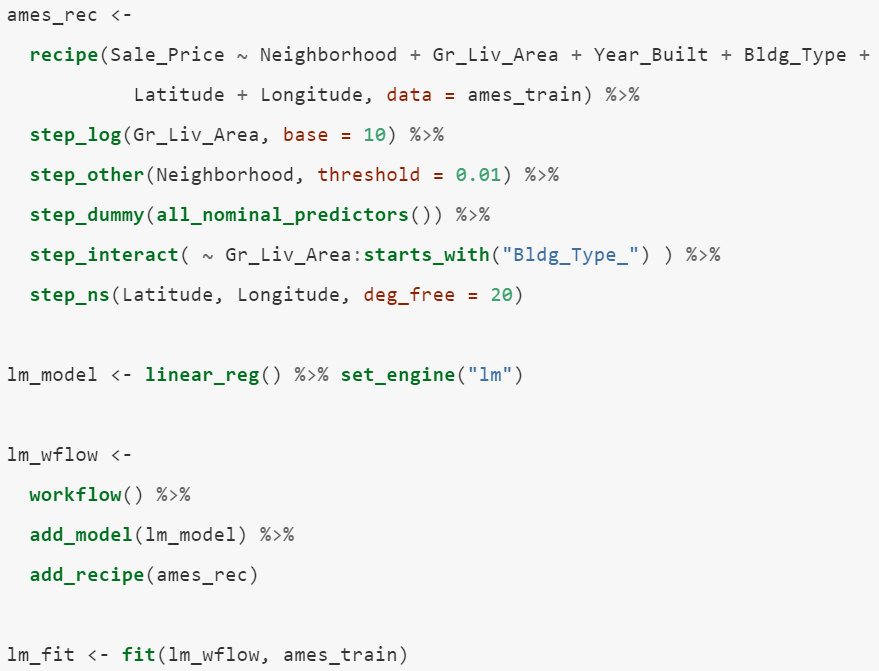 ames_rec <-
  recipe(Sale_Price ~ Neighborhood + Gr_Liv_Area + Year_Built + Bldg_Type +
           Latitude + Longitude, data = ames_train) %>%
  step_log(Gr_Liv_Area, base = 10) %>%
  step_other(Neighborhood, threshold = 0.01) %>%
  step_dummy(all_nominal_predictors()) %>%
  step_interact( ~ Gr_Liv_Area:starts_with("Bldg_Type_") ) %>%
  step_ns(Latitude, Longitude, deg_free = 20)

lm_model <- linear_reg() %>% set_engine("lm")

lm_wflow <-
  workflow() %>%
  add_model(lm_model) %>%
  add_recipe(ames_rec)

lm_fit <- fit(lm_wflow, ames_train)